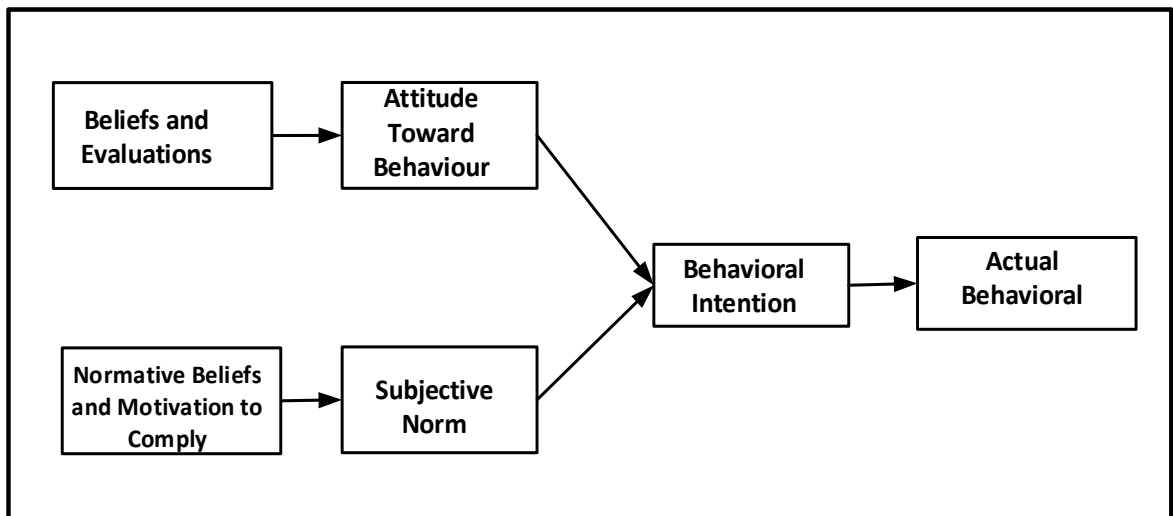 Beliefs and
Evaluations
Attitude
Toward
Behaviour
Behavioral
Intention
Actual
Behavioral
Normative Beliefs
and Motivation to
Comply
Subjective
Norm